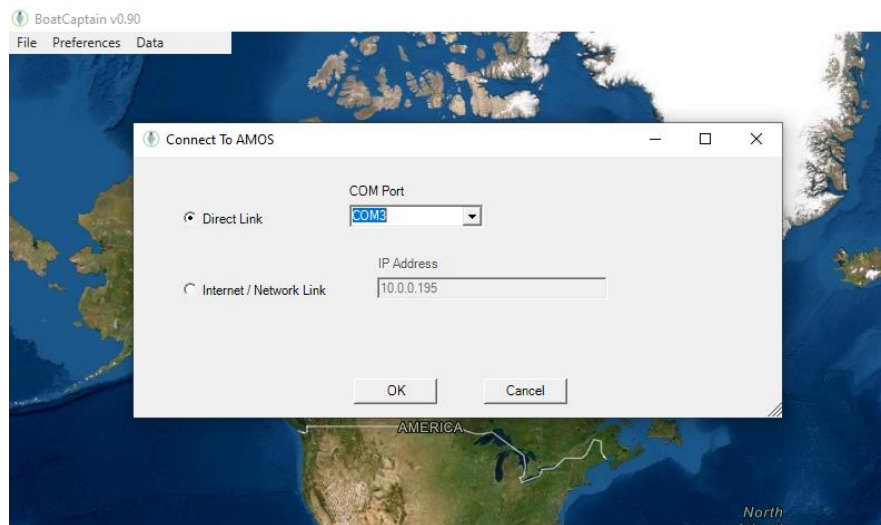 BoatCaptain v0.90
File Preferences Data
Connect To AMOS
COM Port
Direct Link
COM3
IP Address
Internet / Network Link
10.0.0.195
OK Cancel
AMERICA
North